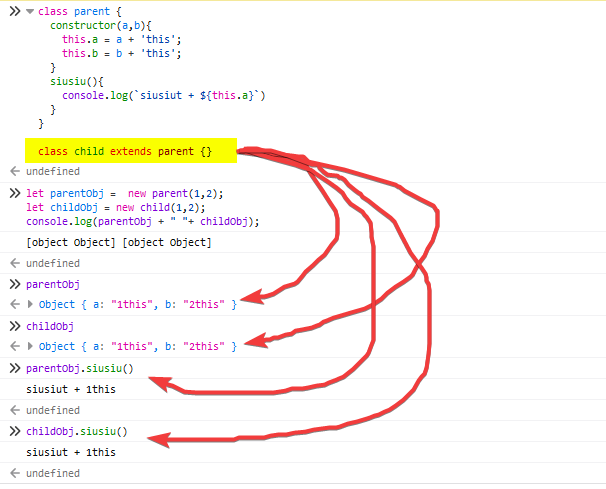 class parent {
constructor(a,b){
this.a = a + 'this';
this.b = b + 'this';
}
siusiu(){
console.log(`siusiut + ${this.a}`)
}
}
class child extends parent {}
undefined
let parentObj =  new parent(1,2);
let childObj = new child(1,2);
console.log(parentObj + " "+ childObj);
[object Object] [object Object]
undefined
parentObj
Object { a: "1this", b: "2this" }
childObj
Object { a: "1this", b: "2this" }
parentObj.siusiu()
siusiut + 1this
undefined
childObj.siusiu()
siusiut + 1this
undefined